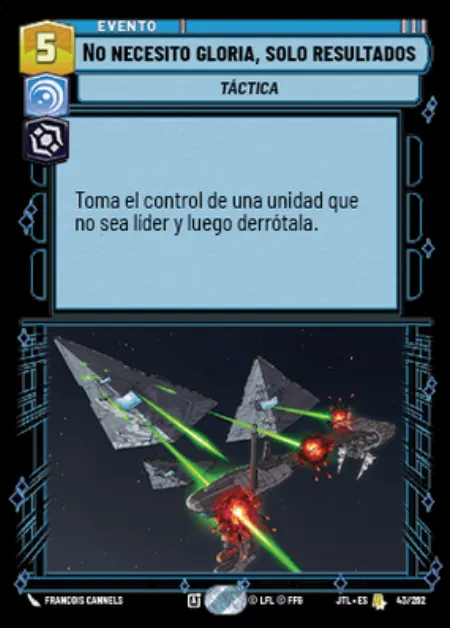 EVENTO
5
NO NECESITO GLORIA, SOLO RESULTADOS
TÁCTICA
Toma el control de una unidad que
no sea líder y luego derrótala.
FRANCOIS CANNELS
A
© LFL © FFG
JTL • ES
43/262